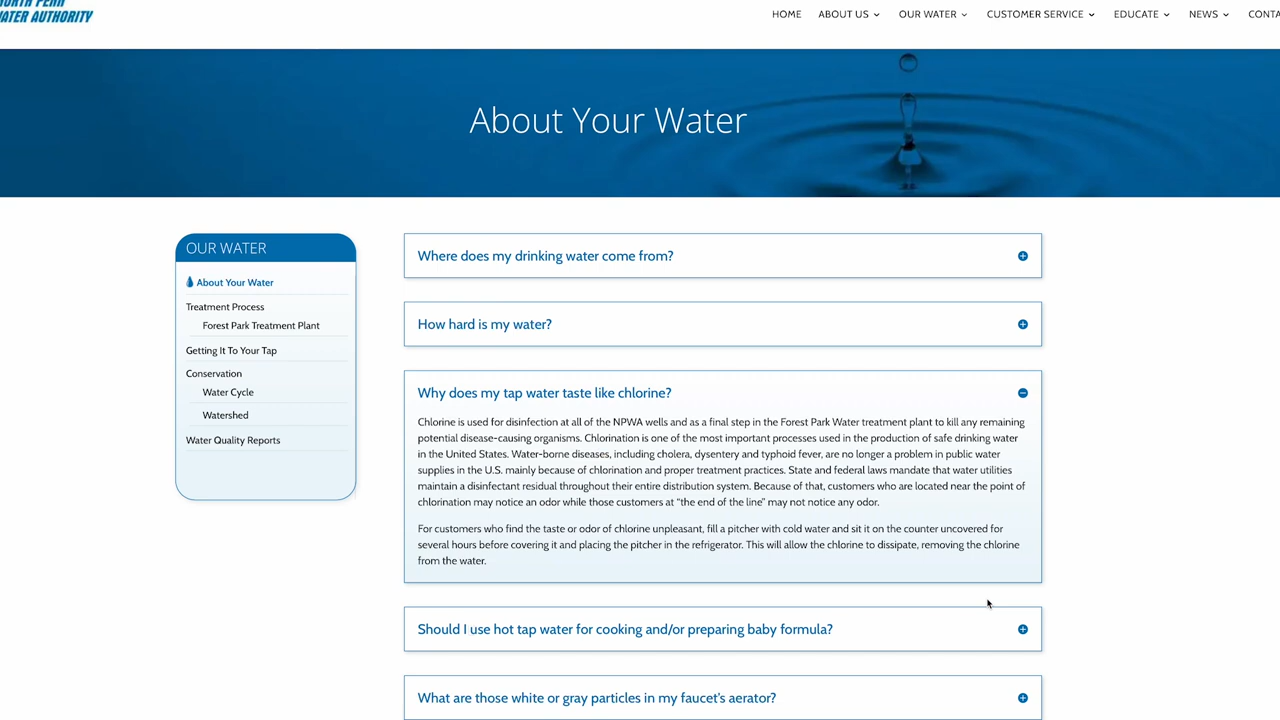 WATER AUTHORITY
HOME ABOUT US OUR WATER CUSTOMER SERVICE EDUCATE NEWS
About Your Water
OUR WATER
About Your Water
Treatment Process
Forest Park Treatment Plant
Getting It To Your Tap
Conservation
Water Cycle
Watershed
Water Quality Reports
Where does my drinking water come from?
How hard is my water?
Why does my tap water taste like chlorine?
Chlorine is used for disinfection at all of the NPWA wells and as a final step in the Forest Park Water treatment plant to kill any remaining
potential disease-causing organisms. Chlorination is one of the most important processes used in the production of safe drinking water
in the United States. Water-borne diseases, including cholera, dysentery and typhoid fever, are no longer a problem in public water
supplies in the U.S. mainly because of chlorination and proper treatment practices. State and federal laws mandate that water utilities
maintain a disinfectant residual throughout their entire distribution system. Because of that, customers who are located near the point of
chlorination may notice an odor while those customers at “the end of the line” may not notice any odor.
For customers who find the taste or odor of chlorine unpleasant, fill a pitcher with cold water and sit it on the counter uncovered for
several hours before covering it and placing the pitcher in the refrigerator. This will allow the chlorine to dissipate, removing the chlorine
from the water.
Should I use hot tap water for cooking and/or preparing baby formula?
What are those white or gray particles in my faucet's aerator?